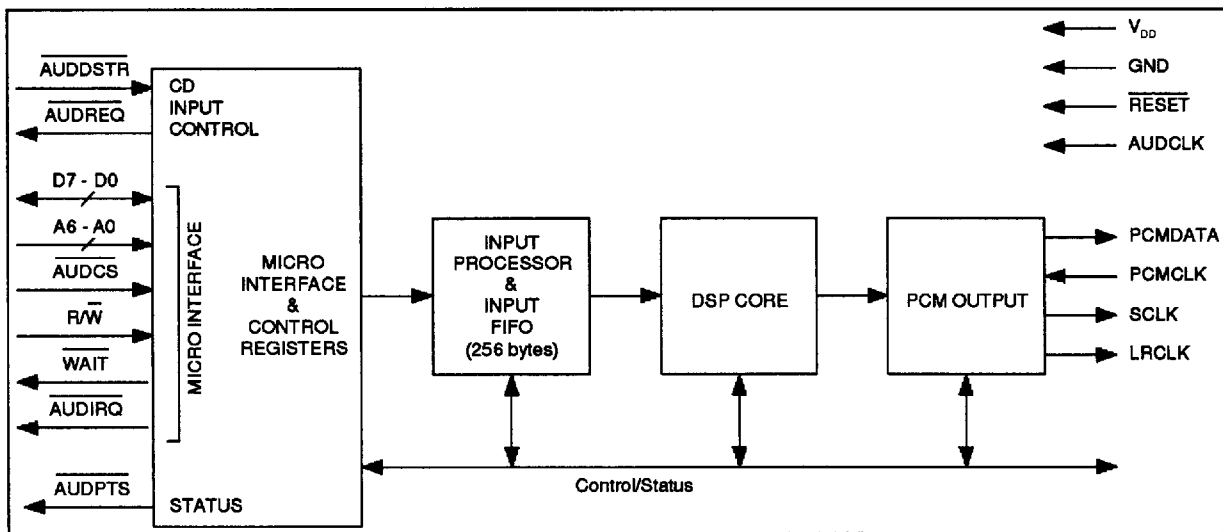 AUDDSTR
AUDREQ
D7 - D0
A6 - A0
AUDCS
R/W
WAIT
AUDIRQ
AUDPTS
CD
INPUT
CONTROL
MICRO INTERFACE
MICRO
INTERFACE
&
CONTROL
REGISTERS
STATUS
INPUT
PROCESSOR
&
INPUT
FIFO
(256 bytes)
DSP CORE
PCM OUTPUT
Control/Status
VDD
GND
RESET
AUDCLK
PCMDATA
PCMCLK
SCLK
LRCLK